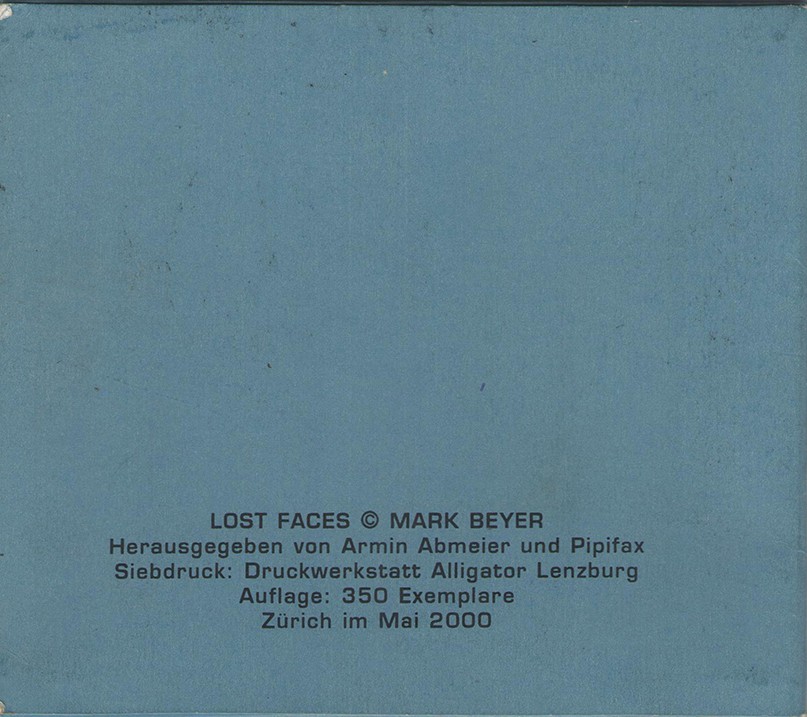 LOST FACES © MARK BEYER
Herausgegeben von Armin Abmeier und Pipifax
Siebdruck: Druckwerkstatt Alligator Lenzburg
Auflage: 350 Exemplare
Zürich im Mai 2000